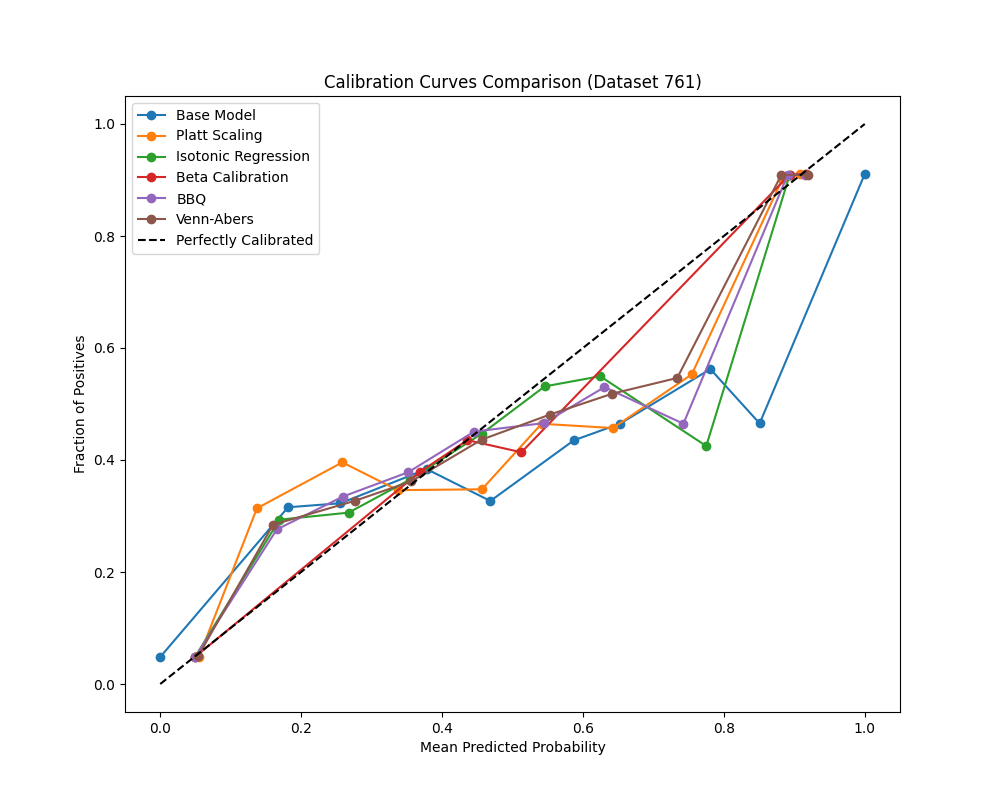 Calibration Curves Comparison (Dataset 761)
Base Model
Platt Scaling
Isotonic Regression
Beta Calibration
BBQ
Venn-Abers
Perfectly Calibrated
Fraction of Positives
1.0
0.8
0.6
0.4
0.2
0.0
0.0 0.2 0.4 0.6 0.8 1.0
Mean Predicted Probability